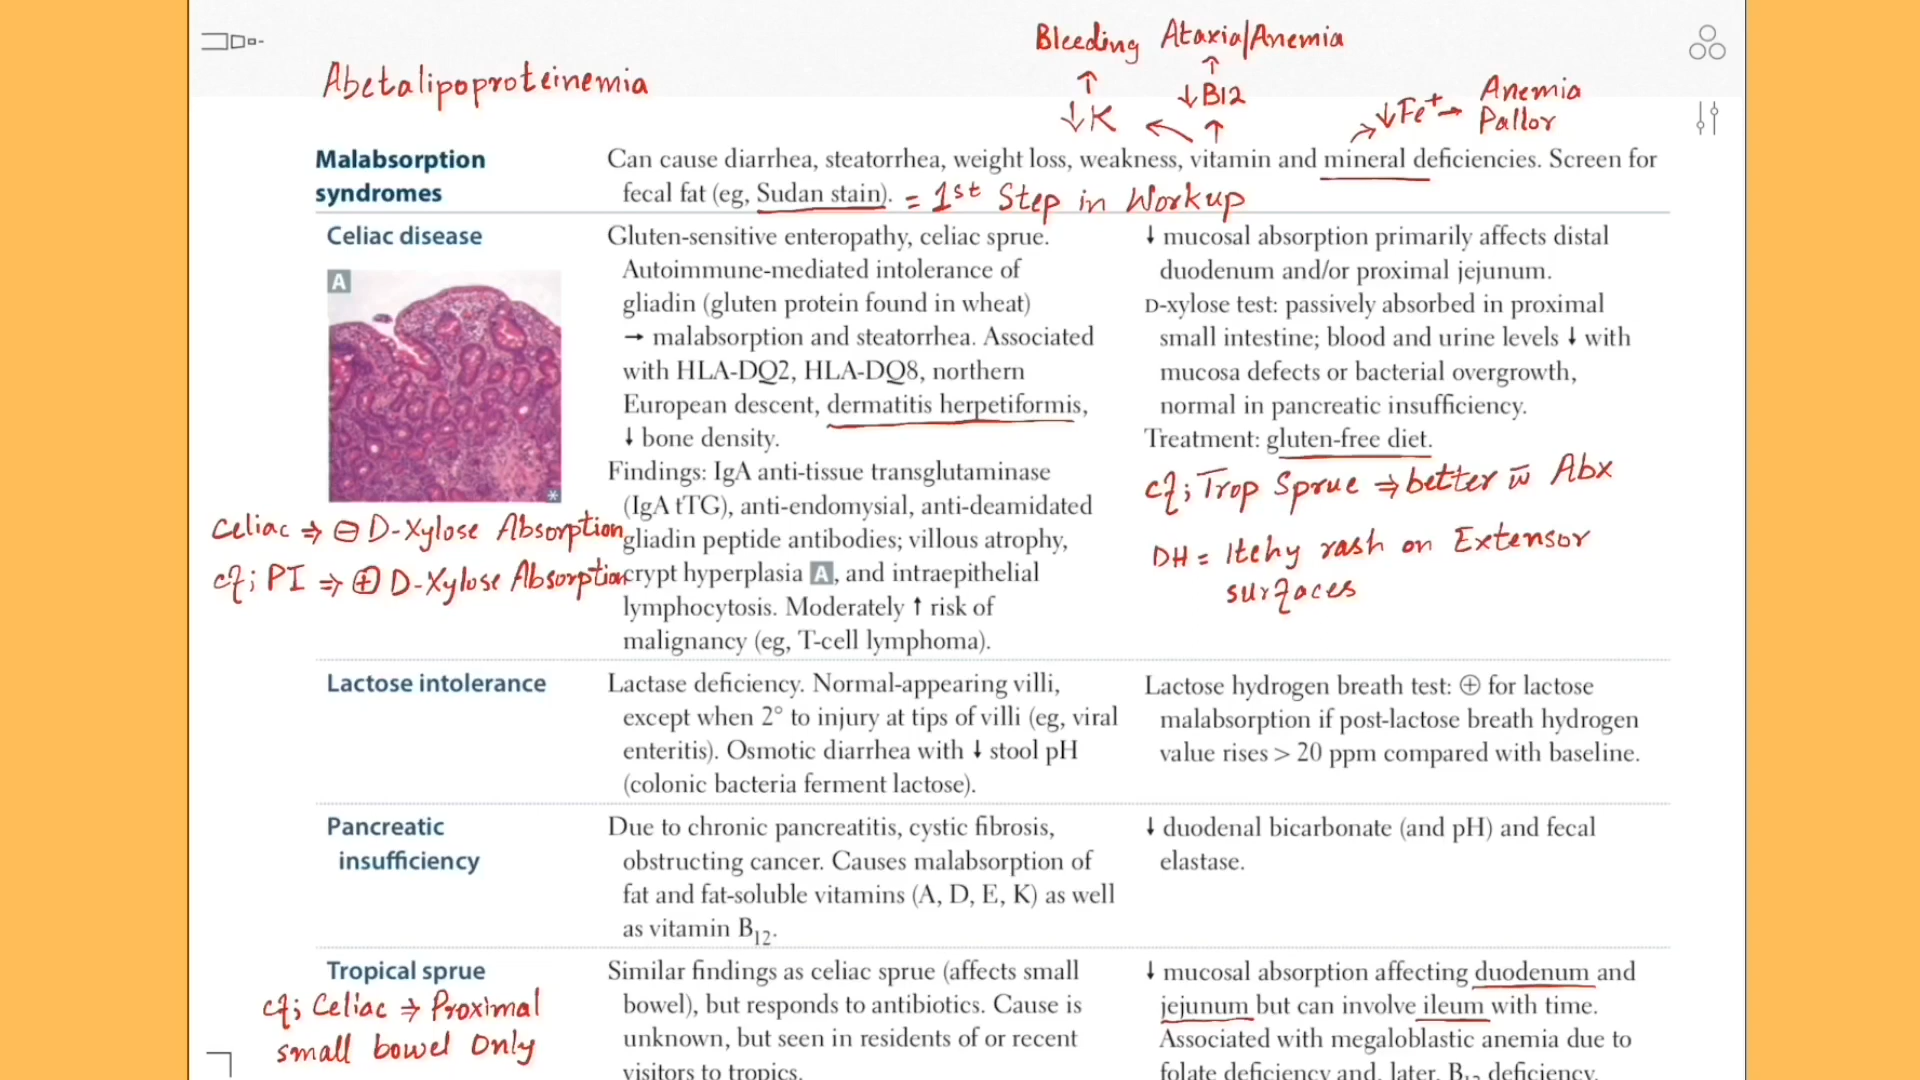 Bleeding Ataxia/Anemia
Abetalipoproteinemia
↑ ↑
↓K ↓B12
↓Fe+ → Anemia
Pallor
Malabsorption
syndromes
Can cause diarrhea, steatorrhea, weight loss, weakness, vitamin and mineral deficiencies. Screen for
fecal fat (eg, Sudan stain). = 1st Step in Workup
Celiac disease
A
Gluten-sensitive enteropathy, celiac sprue.
Autoimmune-mediated intolerance of
gliadin (gluten protein found in wheat)
→ malabsorption and steatorrhea. Associated
with HLA-DQ2, HLA-DQ8, northern
European descent, dermatitis herpetiformis,
↓ bone density.
Findings: IgA anti-tissue transglutaminase
(IgA tTG), anti-endomysial, anti-deamidated
gliadin peptide antibodies; villous atrophy,
crypt hyperplasia A, and intraepithelial
lymphocytosis. Moderately ↑ risk of
malignancy (eg, T-cell lymphoma).
↓ mucosal absorption primarily affects distal
duodenum and/or proximal jejunum.
D-xylose test: passively absorbed in proximal
small intestine; blood and urine levels ↓ with
mucosa defects or bacterial overgrowth,
normal in pancreatic insufficiency.
Treatment: gluten-free diet.
cf; Trop Sprue ⇒ better w̄ Abx
DH = Itchy rash on Extensor
surfaces
*
Celiac ⇒ ⊖ D-Xylose Absorption
cf; PI ⇒ ⊕ D-Xylose Absorption
Lactose intolerance
Lactase deficiency. Normal-appearing villi,
except when 2° to injury at tips of villi (eg, viral
enteritis). Osmotic diarrhea with ↓ stool pH
(colonic bacteria ferment lactose).
Lactose hydrogen breath test: ⊕ for lactose
malabsorption if post-lactose breath hydrogen
value rises > 20 ppm compared with baseline.
Pancreatic
insufficiency
Due to chronic pancreatitis, cystic fibrosis,
obstructing cancer. Causes malabsorption of
fat and fat-soluble vitamins (A, D, E, K) as well
as vitamin B12.
↓ duodenal bicarbonate (and pH) and fecal
elastase.
Tropical sprue
cf; Celiac ⇒ Proximal
small bowel Only
Similar findings as celiac sprue (affects small
bowel), but responds to antibiotics. Cause is
unknown, but seen in residents of or recent
visitors to tropics.
↓ mucosal absorption affecting duodenum and
jejunum but can involve ileum with time.
Associated with megaloblastic anemia due to
folate deficiency and, later, B12 deficiency.